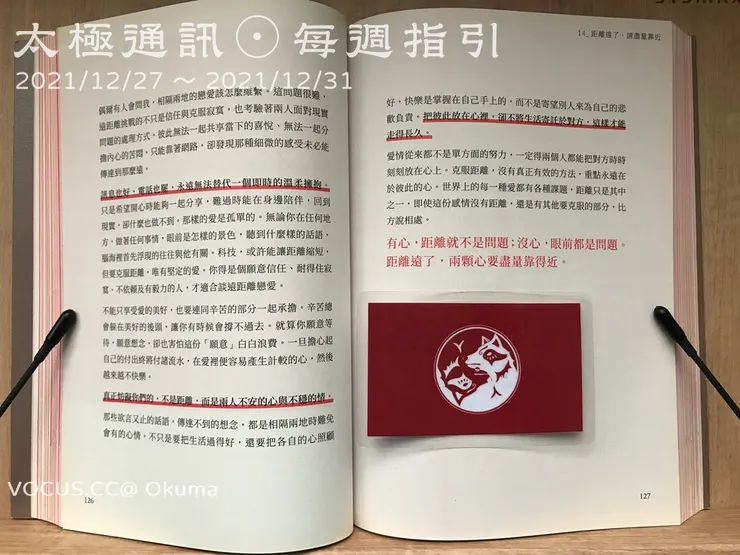 太極通訊⊙每週指引
2021/12/27 ～ 2021/12/31
偶爾有人會問我，相隔兩地的戀愛該怎麼維繫。這問題很難，
遠距離挑戰的不只是信任與克服寂寞，也考驗著兩人面對現實
問題的處理方式。彼此無法一起共享當下的喜悅、無法一起分
擔內心的苦悶，只能靠著網路，卻發現那種細微的感受未必能
傳達到那麼遠。
訊息也好，電話也罷，永遠無法替代一個即時的溫柔擁抱。
只是希望開心時能夠一起分享，難過時能在身邊陪伴，回到
現實，卻什麼也做不到。那樣的愛是孤單的。無論你在任何地
方，做著任何事情，眼前是怎樣的景色，聽到什麼樣的話語，
腦海裡首先浮現的往往與他有關。科技，或許能讓距離縮短，
但要克服距離，唯有堅定的愛。你得是個願意信任、耐得住寂
寞、不依賴及有毅力的人，才適合談遠距離戀愛。
不能只享受愛的美好，也要連同辛苦的部分一起承擔。辛苦總
會躲在美好的後頭，讓你有時候會撐不過去。就算你願意等
待，願意想念，卻也害怕這份「願意」白白浪費。一旦擔心起
自己的付出終將付諸流水，在愛裡便容易產生計較的心，然後
越來越不快樂。
真正妨礙你們的，不是距離，而是兩人不安的心與不穩的情。
那些欲言又止的話語，傳達不到的想念，都是相隔兩地時難免
會有的心情，不只是要把生活過得好，還要把各自的心照顧
VOCUS.CC@ Okuma
126
14_距離遠了，請盡量靠近
好，快樂是掌握在自己手上的，而不是寄望別人來為自己的悲
歡負責。把彼此放在心裡，卻不將生活寄託於對方，這樣才能
走得長久。
愛情從來都不是單方面的努力，一定得兩個人都能把對方時時
刻刻放在心上。克服距離，沒有真正有效的方法，重點永遠在
於彼此的心。世界上的每一種愛都有各種課題，距離只是其中
之一，即使這份感情沒有距離，還是有其他要克服的部分，比
方說相處。
有心，距離就不是問題；沒心，眼前都是問題。
距離遠了，兩顆心要盡量靠得近。
127